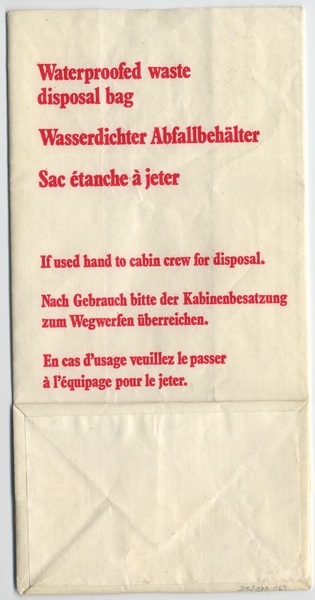 Waterproofed waste
disposal bag
Wasserdichter Abfallbehälter
Sac étanche à jeter
If used hand to cabin crew for disposal.
Nach Gebrauch bitte der Kabinenbesatzung
zum Wegwerfen überreichen.
En cas d'usage veuillez le passer
à l'équipage pour le jeter.